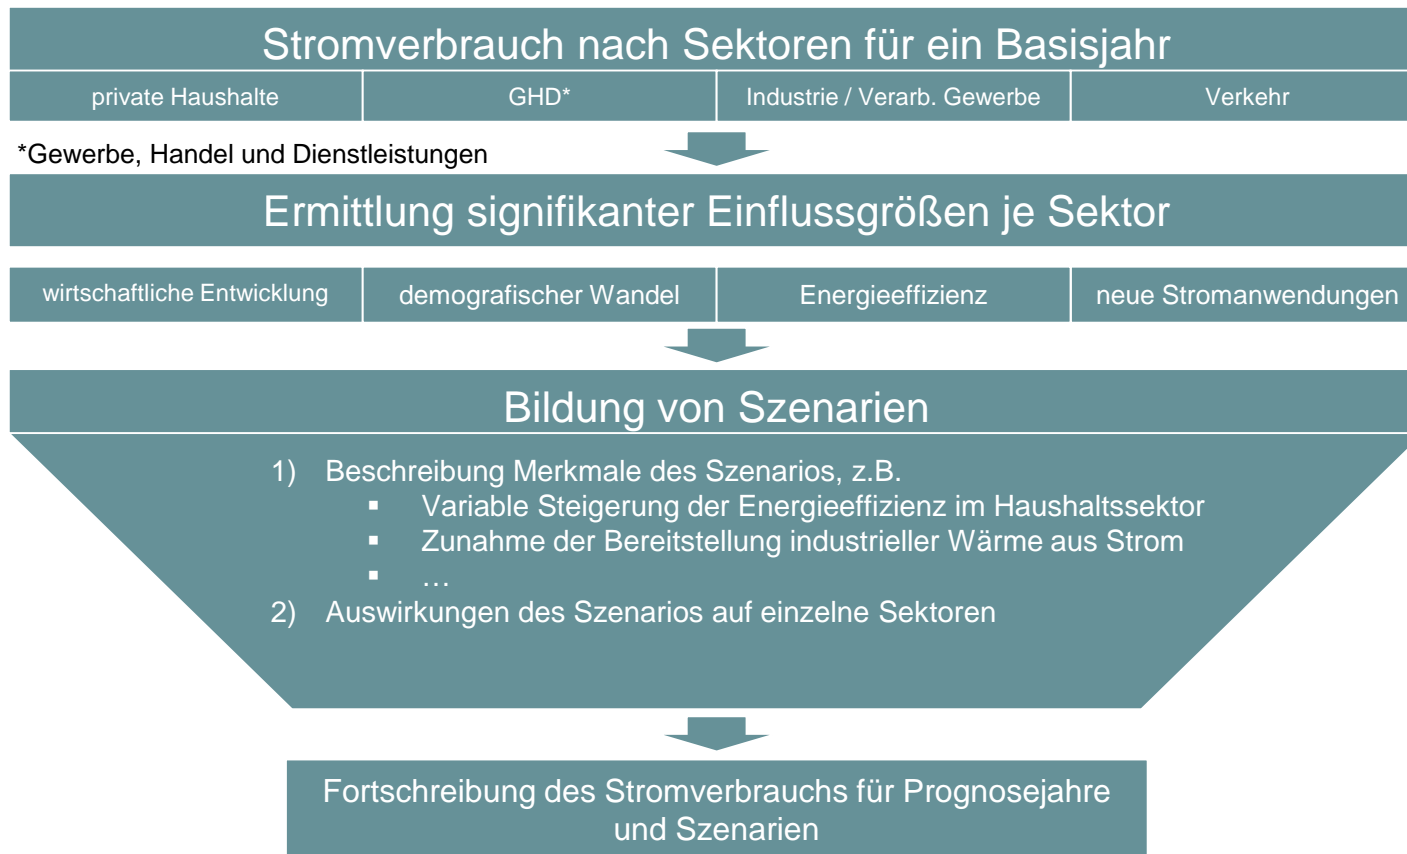 Stromverbrauch nach Sektoren für ein Basisjahr
private Haushalte
GHD*
Industrie / Verarb. Gewerbe
Verkehr
*Gewerbe, Handel und Dienstleistungen
Ermittlung signifikanter Einflussgrößen je Sektor
wirtschaftliche Entwicklung
demografischer Wandel
Energieeffizienz
neue Stromanwendungen
Bildung von Szenarien
1) Beschreibung Merkmale des Szenarios, z.B.
▪ Variable Steigerung der Energieeffizienz im Haushaltssektor
▪ Zunahme der Bereitstellung industrieller Wärme aus Strom
▪ …
2) Auswirkungen des Szenarios auf einzelne Sektoren
Fortschreibung des Stromverbrauchs für Prognosejahre
und Szenarien